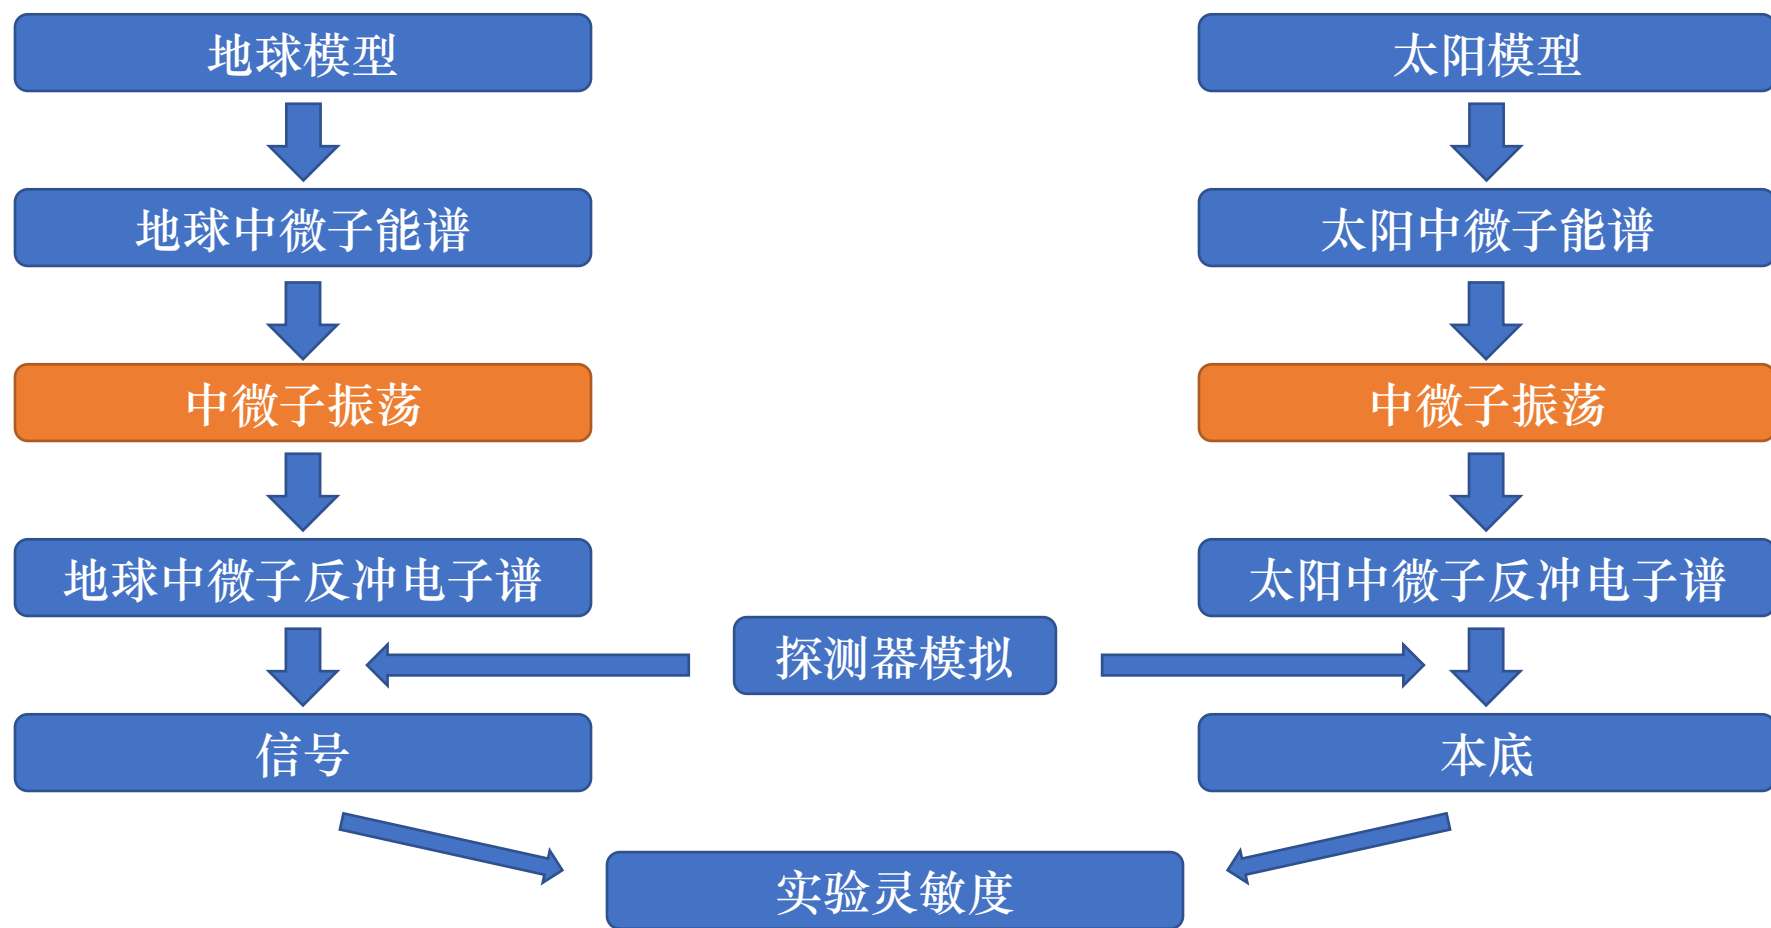 地球模型
太阳模型
地球中微子能谱
太阳中微子能谱
中微子振荡
中微子振荡
地球中微子反冲电子谱
太阳中微子反冲电子谱
探测器模拟
信号
本底
实验灵敏度